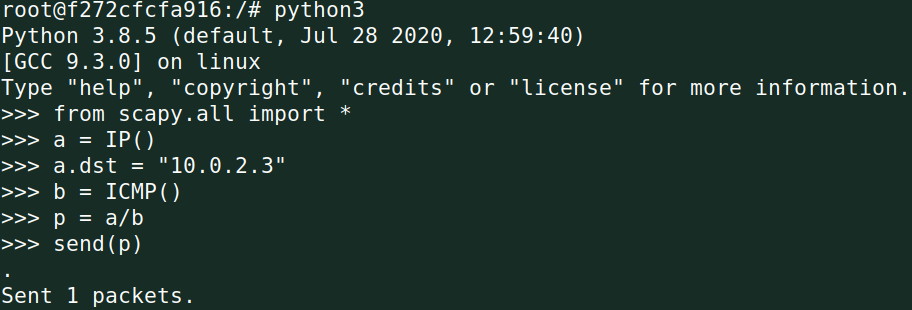 root@f272cfcfa916:/# python3
Python 3.8.5 (default, Jul 28 2020, 12:59:40)
[GCC 9.3.0] on linux
Type "help", "copyright", "credits" or "license" for more information.
>>> from scapy.all import *
>>> a = IP()
>>> a.dst = "10.0.2.3"
>>> b = ICMP()
>>> p = a/b
>>> send(p)
.
Sent 1 packets.